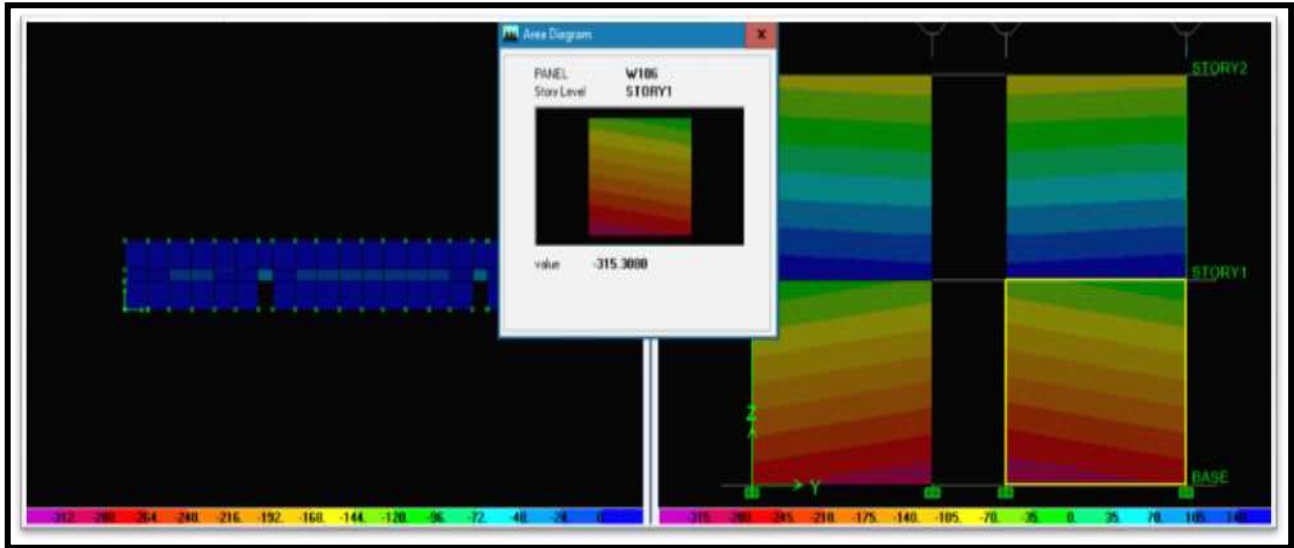 Area Diagram
x
PANEL W186
Story Level STORY1
value -315.3080
STORY2
STORY1
Z
Y
BASE
-312. -288. -264. -240. -216. -192. -168. -144. -120. -96. -72. -48. -24. 0.
-315. -280. -245. -210. -175. -140. -105. -70. -35. 0. 35. 70. 105. 140.